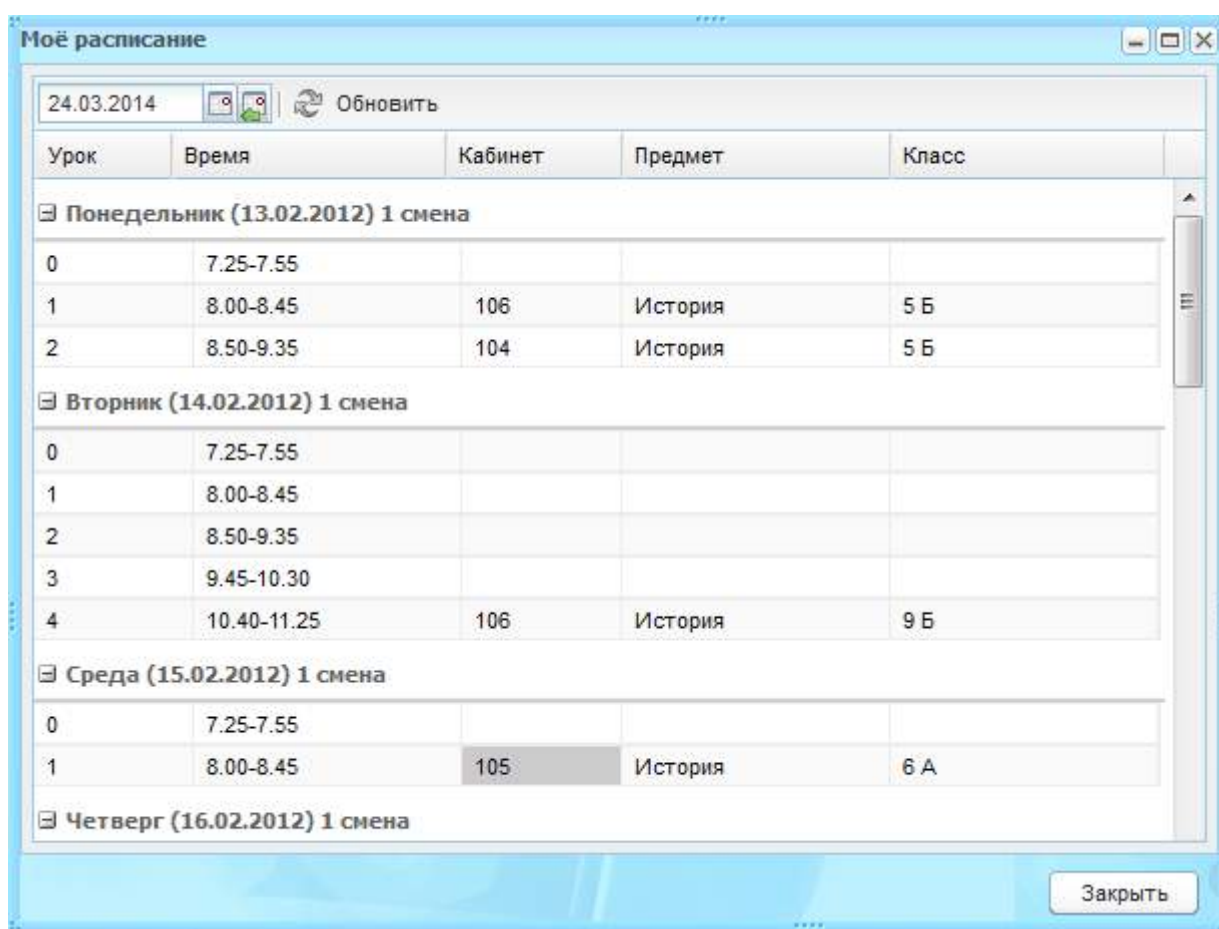 Моё расписание
24.03.2014 Обновить
Урок Время Кабинет Предмет Класс
Понедельник (13.02.2012) 1 смена
0 7.25-7.55
1 8.00-8.45 106 История 5 Б
2 8.50-9.35 104 История 5 Б
Вторник (14.02.2012) 1 смена
0 7.25-7.55
1 8.00-8.45
2 8.50-9.35
3 9.45-10.30
4 10.40-11.25 106 История 9 Б
Среда (15.02.2012) 1 смена
0 7.25-7.55
1 8.00-8.45 105 История 6 А
Четверг (16.02.2012) 1 смена
Закрыть